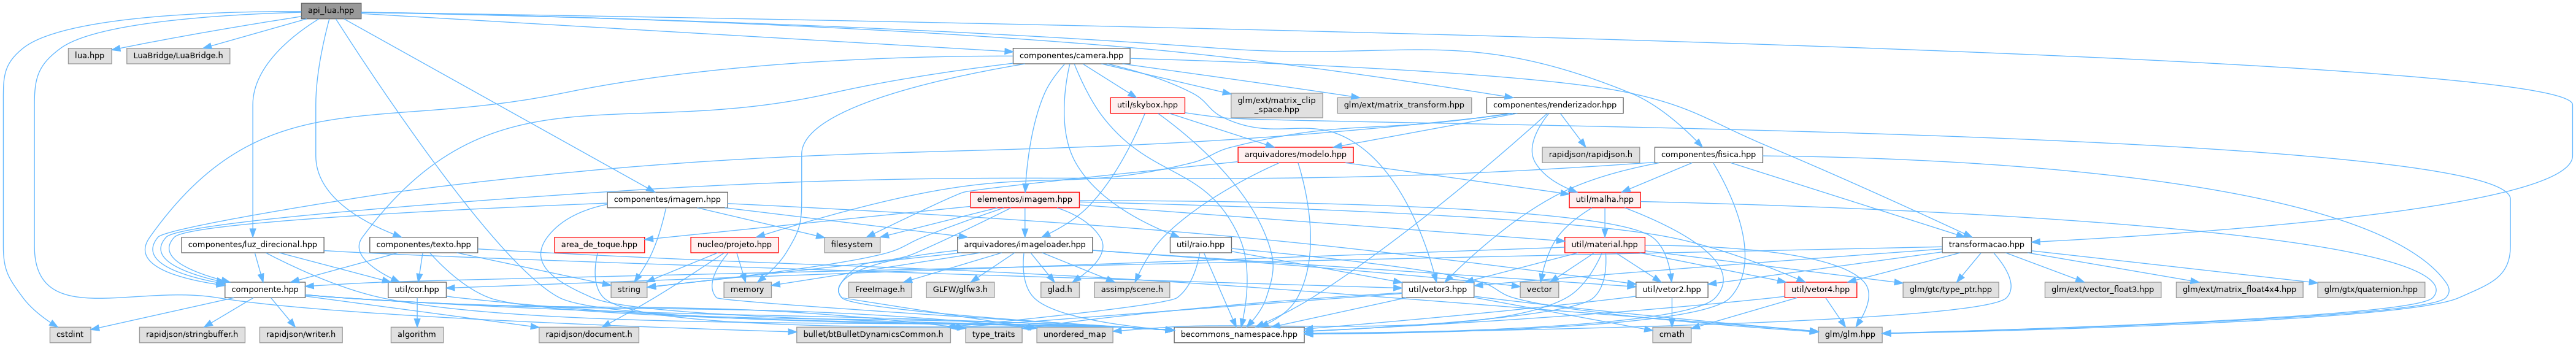 api_lua.hpp
lua.hpp
LuaBridge/LuaBridge.h
componentes/camera.hpp
util/skybox.hpp
glm/ext/matrix_clip
_space.hpp
glm/ext/matrix_transform.hpp
componentes/renderizador.hpp
arquivadores/modelo.hpp
rapidjson/rapidjson.h
componentes/fisica.hpp
componentes/imagem.hpp
elementos/imagem.hpp
util/malha.hpp
componentes/luz_direcional.hpp
componentes/texto.hpp
area_de_toque.hpp
nucleo/projeto.hpp
filesystem
arquivadores/imageloader.hpp
util/raio.hpp
util/material.hpp
transformacao.hpp
componente.hpp
util/cor.hpp
string
memory
FreeImage.h
GLFW/glfw3.h
glad.h
assimp/scene.h
util/vetor3.hpp
vector
util/vetor2.hpp
util/vetor4.hpp
glm/gtc/type_ptr.hpp
glm/ext/vector_float3.hpp
glm/ext/matrix_float4x4.hpp
glm/gtx/quaternion.hpp
cstdint
rapidjson/stringbuffer.h
rapidjson/writer.h
algorithm
rapidjson/document.h
bullet/btBulletDynamicsCommon.h
type_traits
unordered_map
becommons_namespace.hpp
cmath
glm/glm.hpp